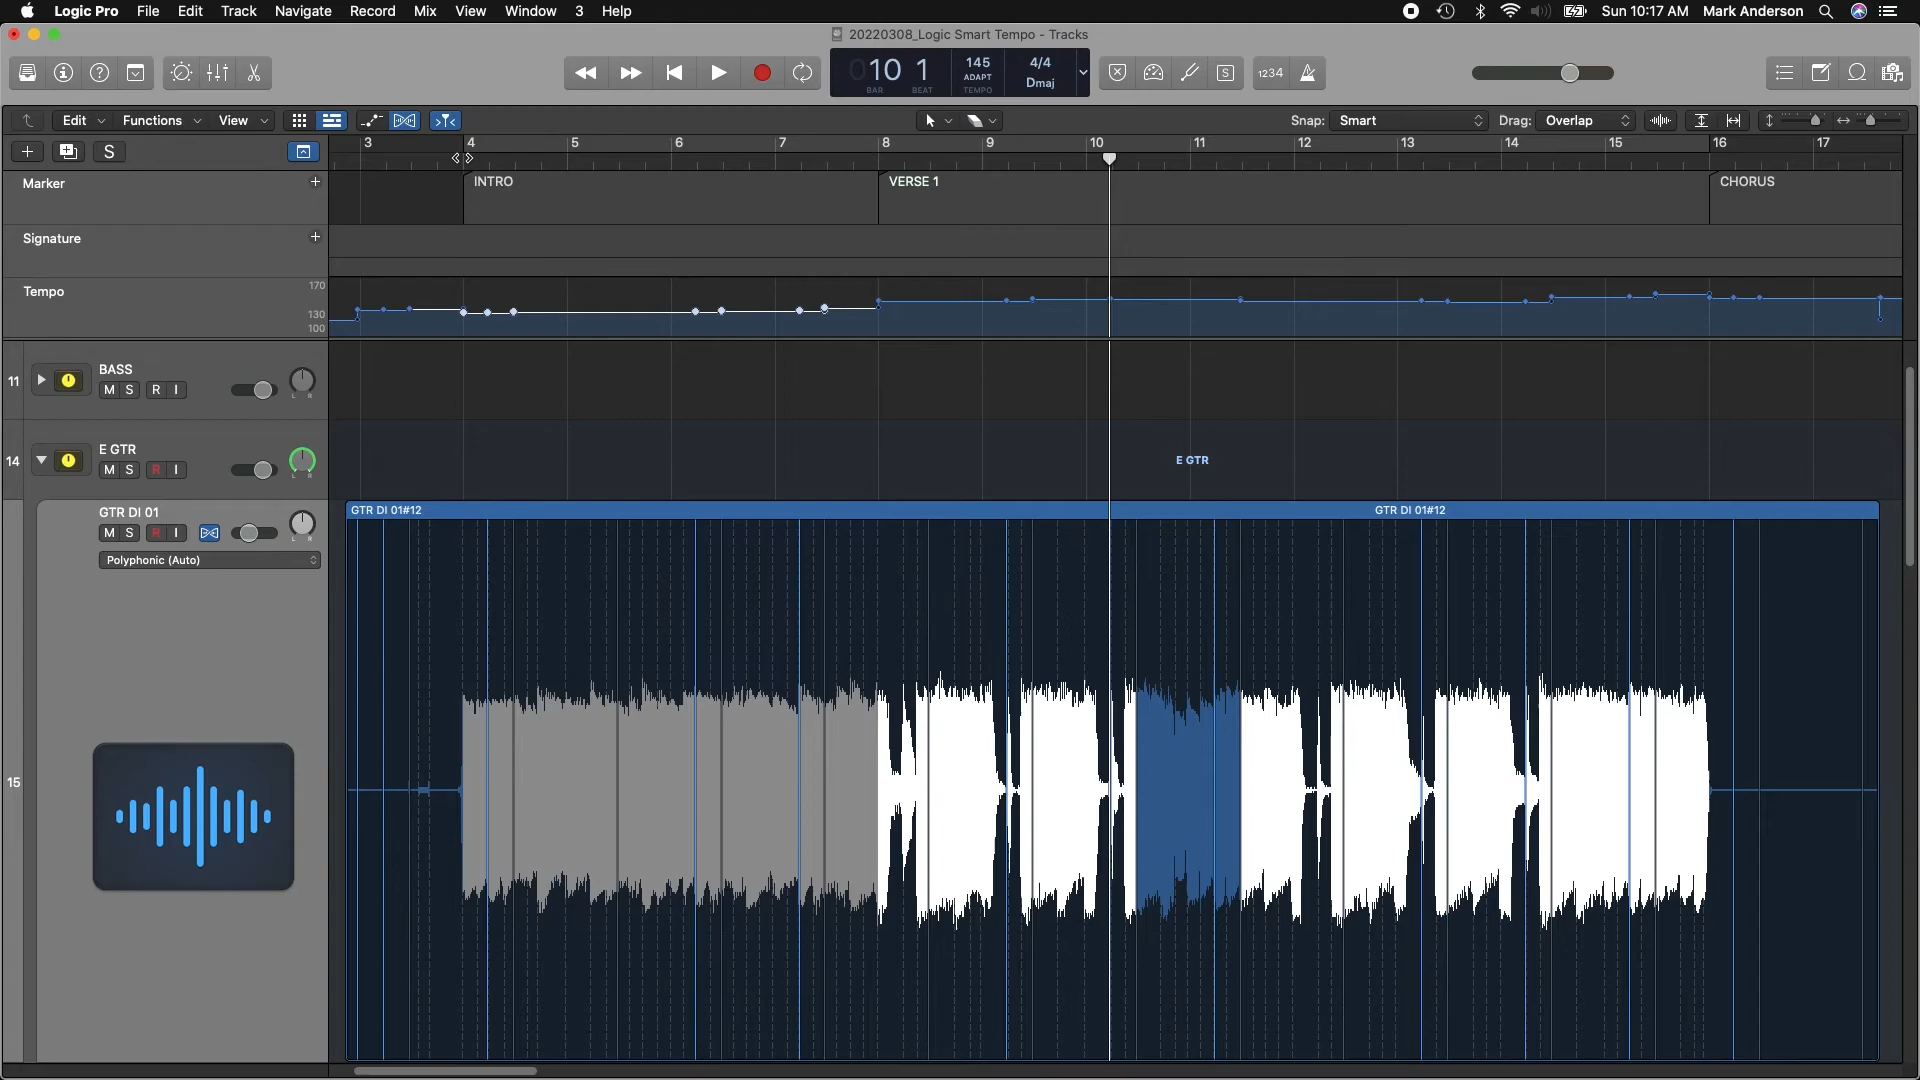 Logic Pro File Edit Track Navigate Record Mix View Window 3 Help Sun 10:17 AM Mark Anderson
20220308_Logic Smart Tempo - Tracks
10 1 145 4/4
ADAPT
Dmaj
BAR BEAT TEMPO
S 1234
Edit Functions View Snap: Smart Drag: Overlap
3 4 5 6 7 8 9 10 11 12 13 14 15 16 17
S
Marker INTRO VERSE 1 CHORUS
Signature
Tempo 170
130
100
11 BASS
M S R I
L R
14 E GTR
M S R I
L R
E GTR
GTR DI 01 GTR DI 01#12 GTR DI 01#12
M S R I
L R
Polyphonic (Auto)
15